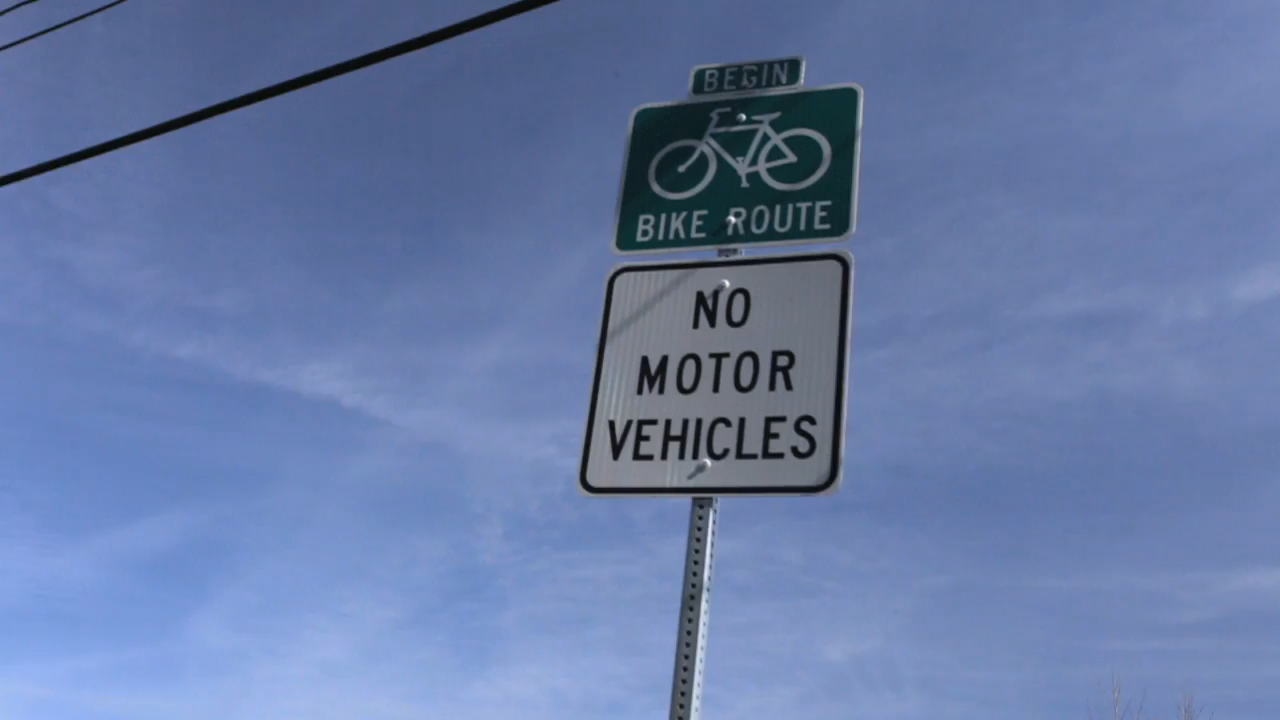 BEGIN
BIKE ROUTE
NO
MOTOR
VEHICLES